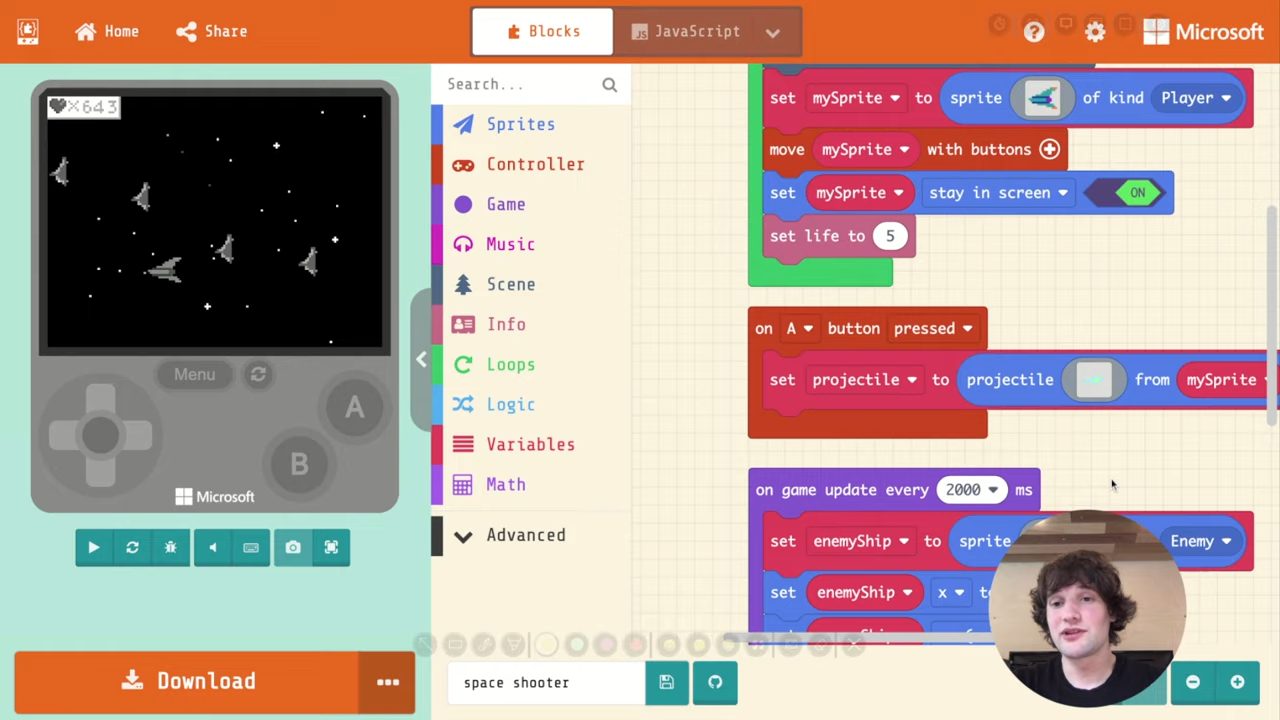 Home
Share
Blocks
JavaScript
Microsoft
×643
Menu
A
B
Microsoft
Download
Search...
Sprites
Controller
Game
Music
Scene
Info
Loops
Logic
Variables
Math
Advanced
set mySprite to sprite of kind Player
move mySprite with buttons
set mySprite stay in screen ON
set life to 5
on A button pressed
set projectile to projectile from mySprite
on game update every 2000 ms
set enemyShip to sprite Enemy
set enemyShip x
space shooter